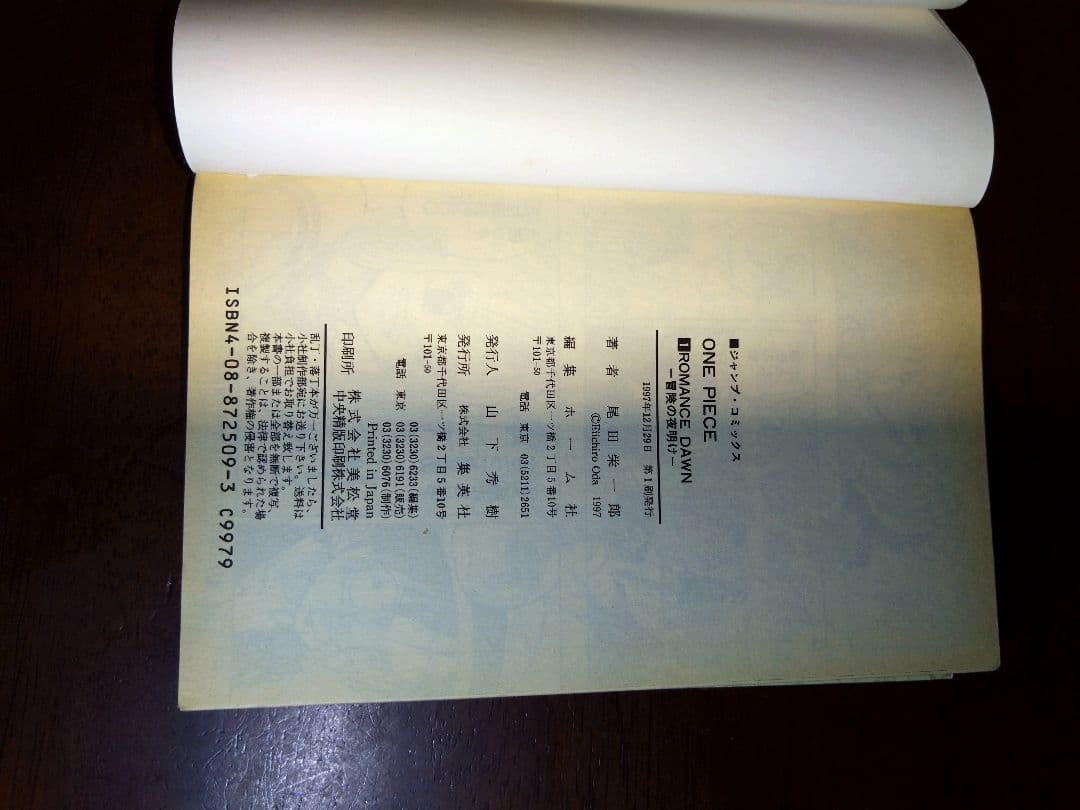 ■ジャンプ・コミックス
ONE PIECE
1 ROMANCE DAWN
—冒険の夜明け—
1997年12月29日 第1刷発行
著者 尾田栄一郎
©Eiichiro Oda 1997
編集 ホーム社
東京都千代田区一ツ橋2丁目5番10号
〒101-50
電話 東京 03(5211)2651
発行人 山下秀樹
発行所 株式会社 集英社
東京都千代田区一ツ橋2丁目5番10号
〒101-50
03(3230)6233(編集)
電話 東京 03(3230)6191(販売)
03(3230)6076(制作)
Printed in Japan
印刷所 株式会社美松堂
中央精版印刷株式会社
乱丁・落丁本が万一ございましたら、
小社制作部宛にお送り下さい。送料は
小社負担でお取り替え致します。
本書の一部または全部を無断で複写、
複製することは、法律で認められた場
合を除き、著作権の侵害となります。
ISBN4-08-872509-3 C9979